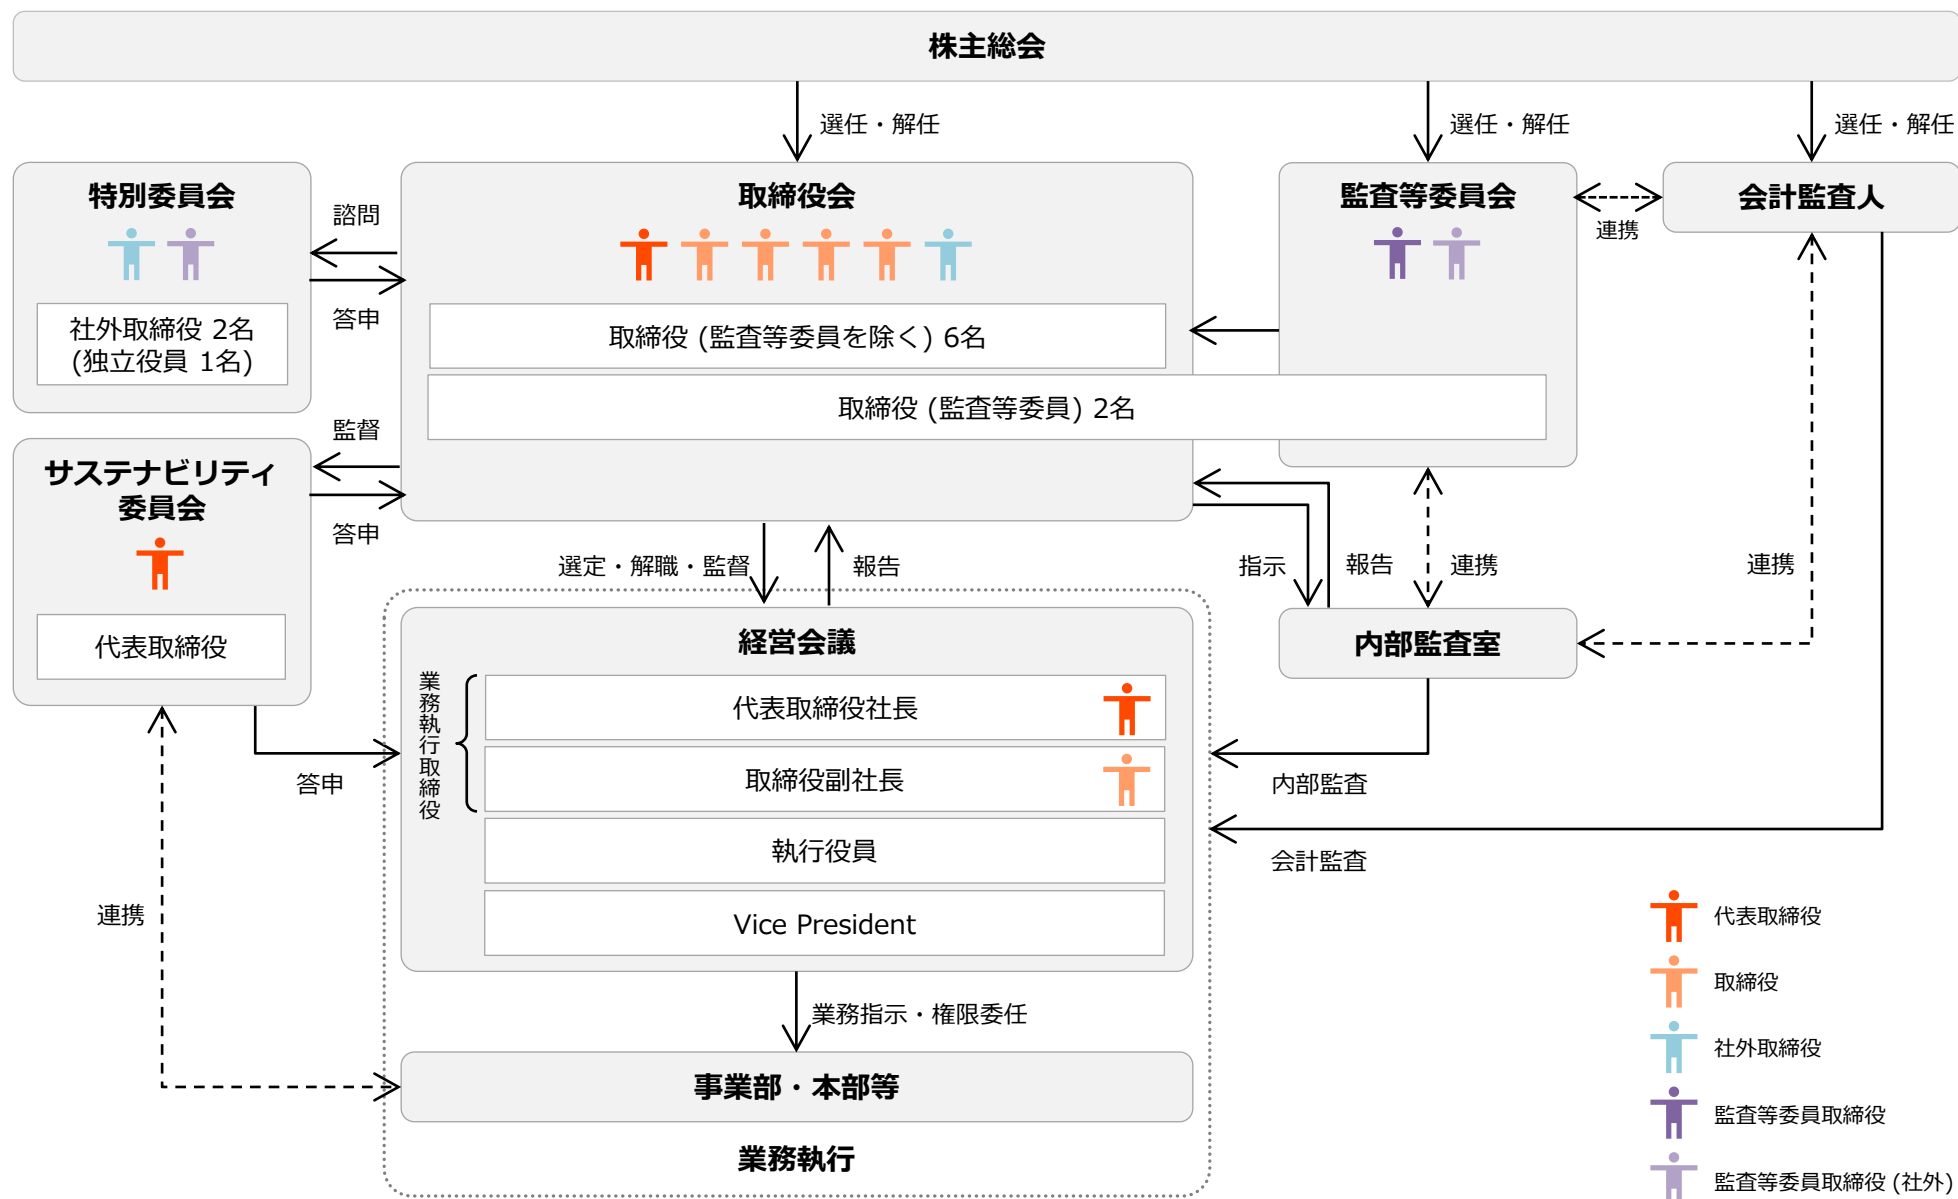 株主総会
選任・解任
選任・解任
選任・解任
特別委員会
社外取締役 2名
(独立役員 1名)
諮問
答申
取締役会
取締役 (監査等委員を除く) 6名
取締役 (監査等委員) 2名
監査等委員会
連携
会計監査人
サステナビリティ
委員会
代表取締役
監督
答申
選定・解職・監督
報告
指示
報告
連携
連携
経営会議
業務執行取締役
代表取締役社長
取締役副社長
執行役員
Vice President
内部監査室
答申
内部監査
会計監査
連携
業務指示・権限委任
事業部・本部等
業務執行
代表取締役
取締役
社外取締役
監査等委員取締役
監査等委員取締役 (社外)